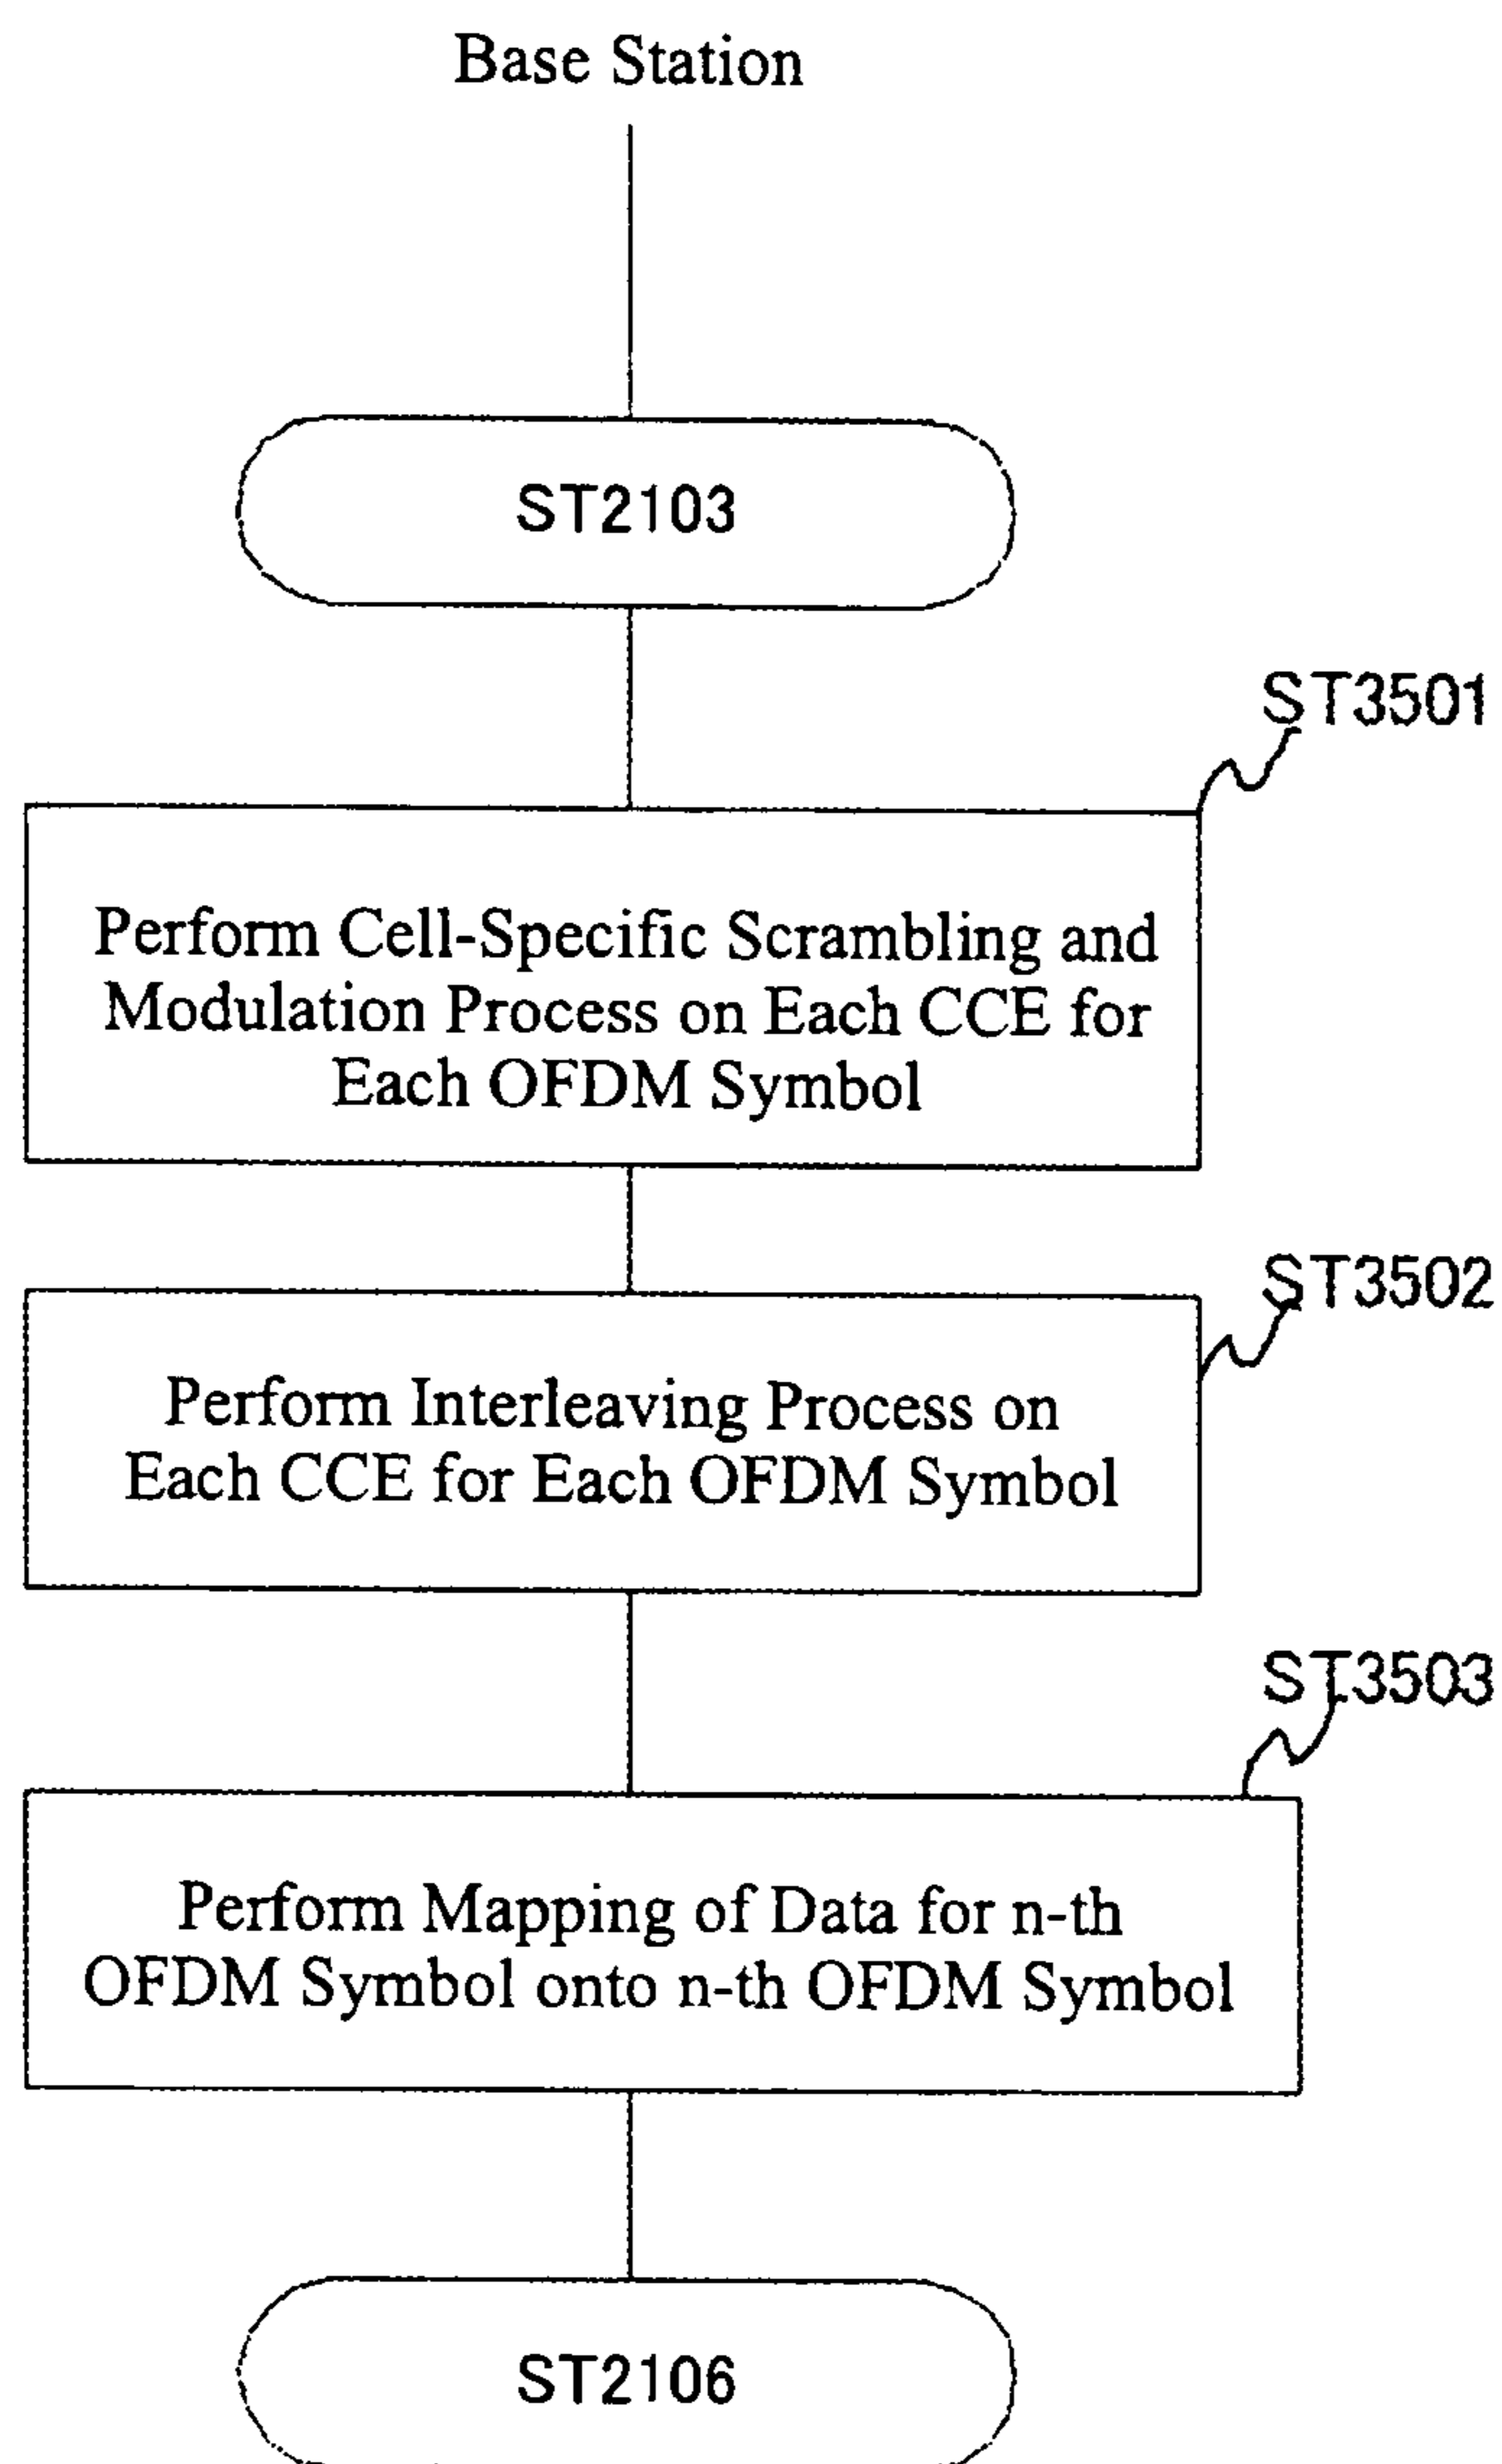 Base Station
ST2103
ST3501
Perform Cell-Specific Scrambling and
Modulation Process on Each CCE for
Each OFDM Symbol
ST3502
Perform Interleaving Process on
Each CCE for Each OFDM Symbol
ST3503
Perform Mapping of Data for n-th
OFDM Symbol onto n-th OFDM Symbol
ST2106